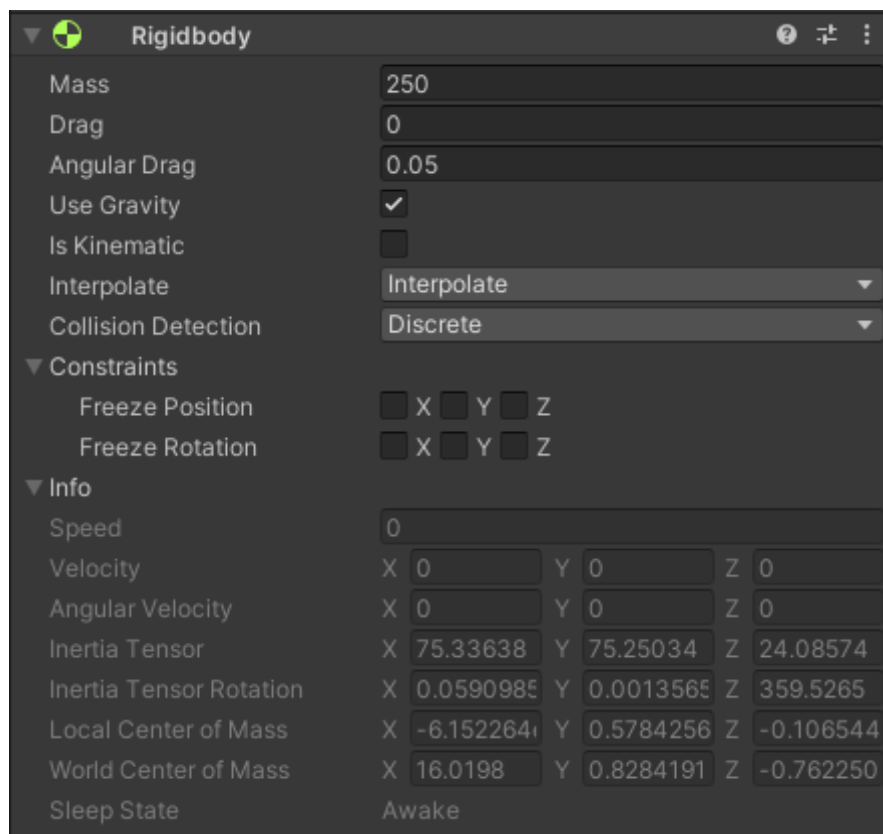 Rigidbody
Mass 250
Drag 0
Angular Drag 0.05
Use Gravity
Is Kinematic
Interpolate Interpolate
Collision Detection Discrete
Constraints
Freeze Position X Y Z
Freeze Rotation X Y Z
Info
Speed 0
Velocity X 0 Y 0 Z 0
Angular Velocity X 0 Y 0 Z 0
Inertia Tensor X 75.33638 Y 75.25034 Z 24.08574
Inertia Tensor Rotation X 0.0590985 Y 0.0013565 Z 359.5265
Local Center of Mass X -6.152264 Y 0.5784256 Z -0.106544
World Center of Mass X 16.0198 Y 0.8284191 Z -0.762250
Sleep State Awake